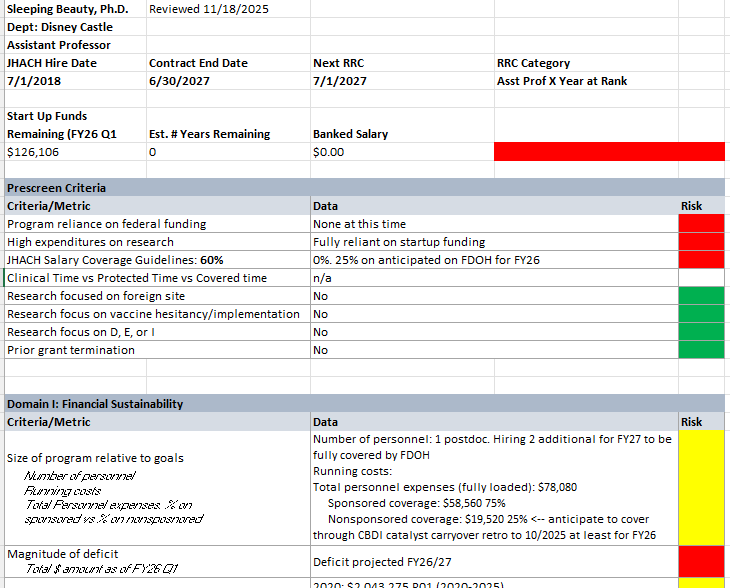 Sleeping Beauty, Ph.D. Reviewed 11/18/2025
Dept: Disney Castle
Assistant Professor
JHACH Hire Date Contract End Date Next RRC RRC Category
7/1/2018 6/30/2027 7/1/2027 Asst Prof X Year at Rank
Start Up Funds
Remaining (FY26 Q1 Est. # Years Remaining Banked Salary
$126,106 0 $0.00
Prescreen Criteria
Criteria/Metric Data Risk
Program reliance on federal funding None at this time
High expenditures on research Fully reliant on startup funding
JHACH Salary Coverage Guidelines: 60% 0%. 25% on anticipated on FDOH for FY26
Clinical Time vs Protected Time vs Covered time n/a
Research focused on foreign site No
Research focus on vaccine hesitancy/implementation No
Research focus on D, E, or I No
Prior grant termination No
Domain I: Financial Sustainability
Criteria/Metric Data Risk
Size of program relative to goals
Number of personnel
Running costs
Total Personnel expenses. % on
sponsored vs. % on nonsposnored
Number of personnel: 1 postdoc. Hiring 2 additional for FY27 to be
fully covered by FDOH
Running costs:
Total personnel expenses (fully loaded): $78,080
Sponsored coverage: $58,560 75%
Nonsponsored coverage: $19,520 25% <-- anticipate to cover
through CBDI catalyst carryover retro to 10/2025 at least for FY26
Magnitude of deficit
Total $ amount as of FY26 Q1
Deficit projected FY26/27
2020: $2,043,275 R01 (2020-2025)